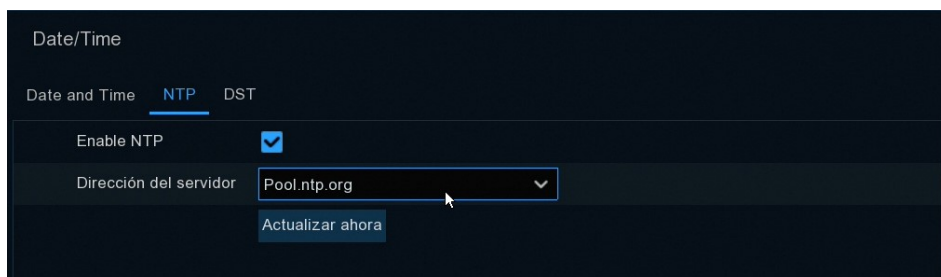 Date/Time
Date and Time NTP DST
Enable NTP
Dirección del servidor Pool.ntp.org
Actualizar ahora